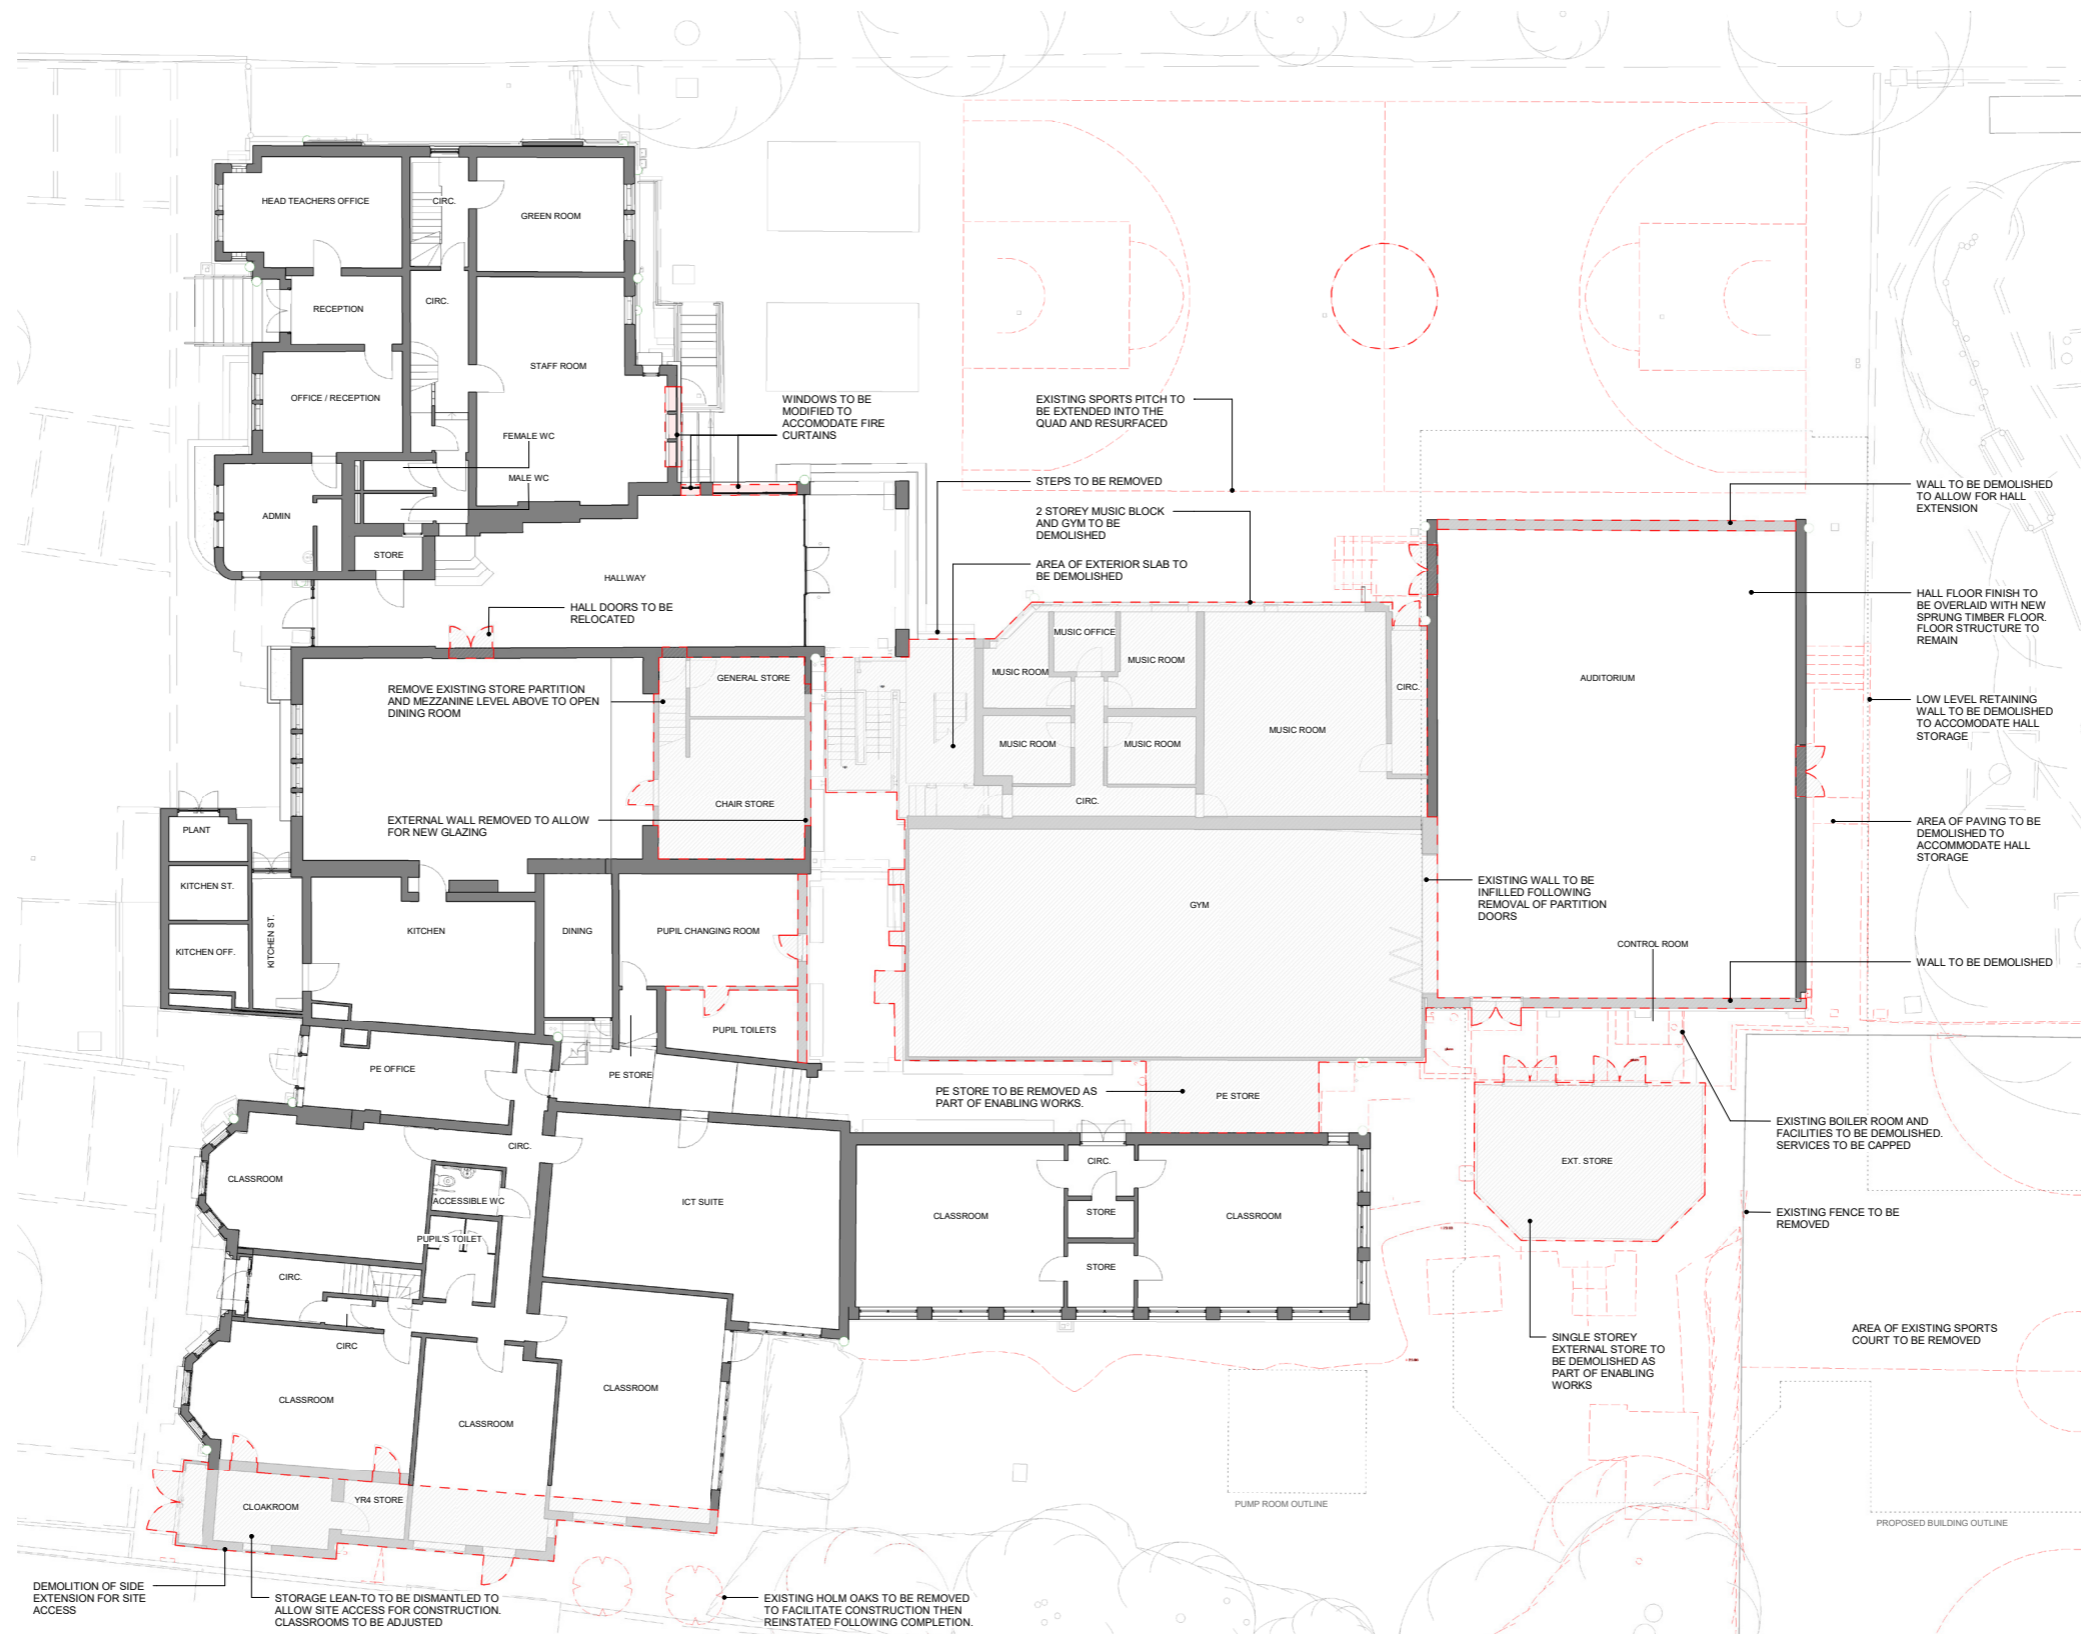 HEAD TEACHERS OFFICE
CIRC.
GREEN ROOM
RECEPTION
CIRC.
STAFF ROOM
OFFICE / RECEPTION
FEMALE WC
MALE WC
ADMIN
STORE
HALLWAY
WINDOWS TO BE
MODIFIED TO
ACCOMODATE FIRE
CURTAINS
EXISTING SPORTS PITCH TO
BE EXTENDED INTO THE
QUAD AND RESURFACED
STEPS TO BE REMOVED
2 STOREY MUSIC BLOCK
AND GYM TO BE
DEMOLISHED
AREA OF EXTERIOR SLAB TO
BE DEMOLISHED
WALL TO BE DEMOLISHED
TO ALLOW FOR HALL
EXTENSION
HALL FLOOR FINISH TO
BE OVERLAID WITH NEW
SPRUNG TIMBER FLOOR.
FLOOR STRUCTURE TO
REMAIN
LOW LEVEL RETAINING
WALL TO BE DEMOLISHED
TO ACCOMODATE HALL
STORAGE
AREA OF PAVING TO BE
DEMOLISHED TO
ACCOMMODATE HALL
STORAGE
WALL TO BE DEMOLISHED
HALL DOORS TO BE
RELOCATED
REMOVE EXISTING STORE PARTITION
AND MEZZANINE LEVEL ABOVE TO OPEN
DINING ROOM
GENERAL STORE
CHAIR STORE
EXTERNAL WALL REMOVED TO ALLOW
FOR NEW GLAZING
MUSIC OFFICE
MUSIC ROOM
MUSIC ROOM
MUSIC ROOM
MUSIC ROOM
MUSIC ROOM
CIRC.
CIRC.
AUDITORIUM
PLANT
KITCHEN ST.
KITCHEN OFF.
KITCHEN ST.
KITCHEN
DINING
PUPIL CHANGING ROOM
PUPIL TOILETS
GYM
EXISTING WALL TO BE
INFILLED FOLLOWING
REMOVAL OF PARTITION
DOORS
CONTROL ROOM
PE OFFICE
PE STORE
PE STORE TO BE REMOVED AS
PART OF ENABLING WORKS.
PE STORE
EXISTING BOILER ROOM AND
FACILITIES TO BE DEMOLISHED.
SERVICES TO BE CAPPED
EXT. STORE
EXISTING FENCE TO BE
REMOVED
CIRC.
CLASSROOM
ACCESSIBLE WC
PUPIL'S TOILET
ICT SUITE
CLASSROOM
CIRC.
STORE
STORE
CLASSROOM
CIRC.
CIRC
CLASSROOM
CLASSROOM
CLASSROOM
SINGLE STOREY
EXTERNAL STORE TO
BE DEMOLISHED AS
PART OF ENABLING
WORKS
AREA OF EXISTING SPORTS
COURT TO BE REMOVED
CLOAKROOM
YR4 STORE
PUMP ROOM OUTLINE
PROPOSED BUILDING OUTLINE
DEMOLITION OF SIDE
EXTENSION FOR SITE
ACCESS
STORAGE LEAN-TO TO BE DISMANTLED TO
ALLOW SITE ACCESS FOR CONSTRUCTION.
CLASSROOMS TO BE ADJUSTED
EXISTING HOLM OAKS TO BE REMOVED
TO FACILITATE CONSTRUCTION THEN
REINSTATED FOLLOWING COMPLETION.